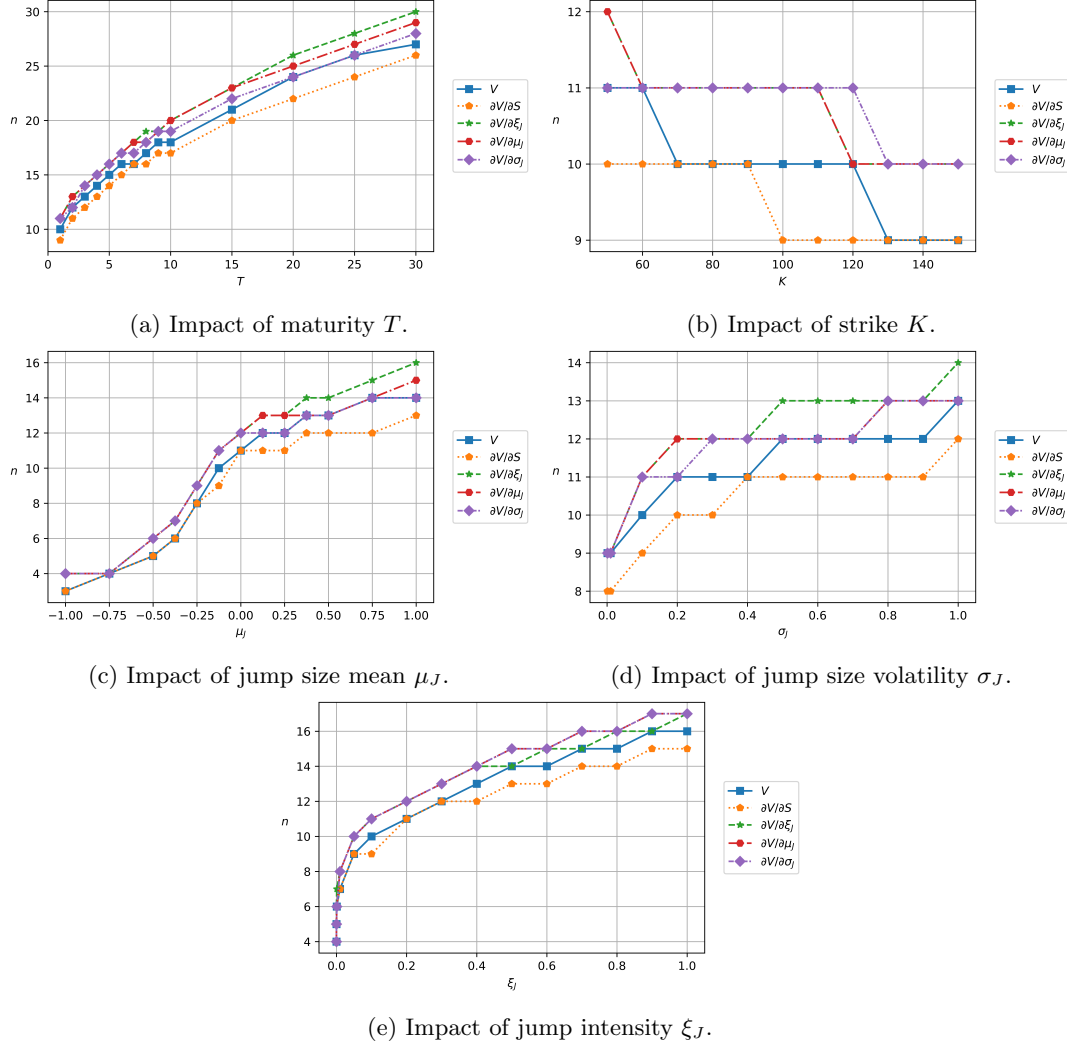 30
25
20
15
10
n
0
5
10
15
20
25
30
T
V
∂V/∂S
∂V/∂ξJ
∂V/∂μJ
∂V/∂σJ
(a) Impact of maturity T.
12
11
10
9
n
60
80
100
120
140
K
V
∂V/∂S
∂V/∂ξJ
∂V/∂μJ
∂V/∂σJ
(b) Impact of strike K.
16
14
12
10
8
6
4
n
−1.00
−0.75
−0.50
−0.25
0.00
0.25
0.50
0.75
1.00
μJ
V
∂V/∂S
∂V/∂ξJ
∂V/∂μJ
∂V/∂σJ
(c) Impact of jump size mean μJ.
14
13
12
11
10
9
8
n
0.0
0.2
0.4
0.6
0.8
1.0
σJ
V
∂V/∂S
∂V/∂ξJ
∂V/∂μJ
∂V/∂σJ
(d) Impact of jump size volatility σJ.
16
14
12
10
8
6
4
n
0.0
0.2
0.4
0.6
0.8
1.0
ξJ
V
∂V/∂S
∂V/∂ξJ
∂V/∂μJ
∂V/∂σJ
(e) Impact of jump intensity ξJ.